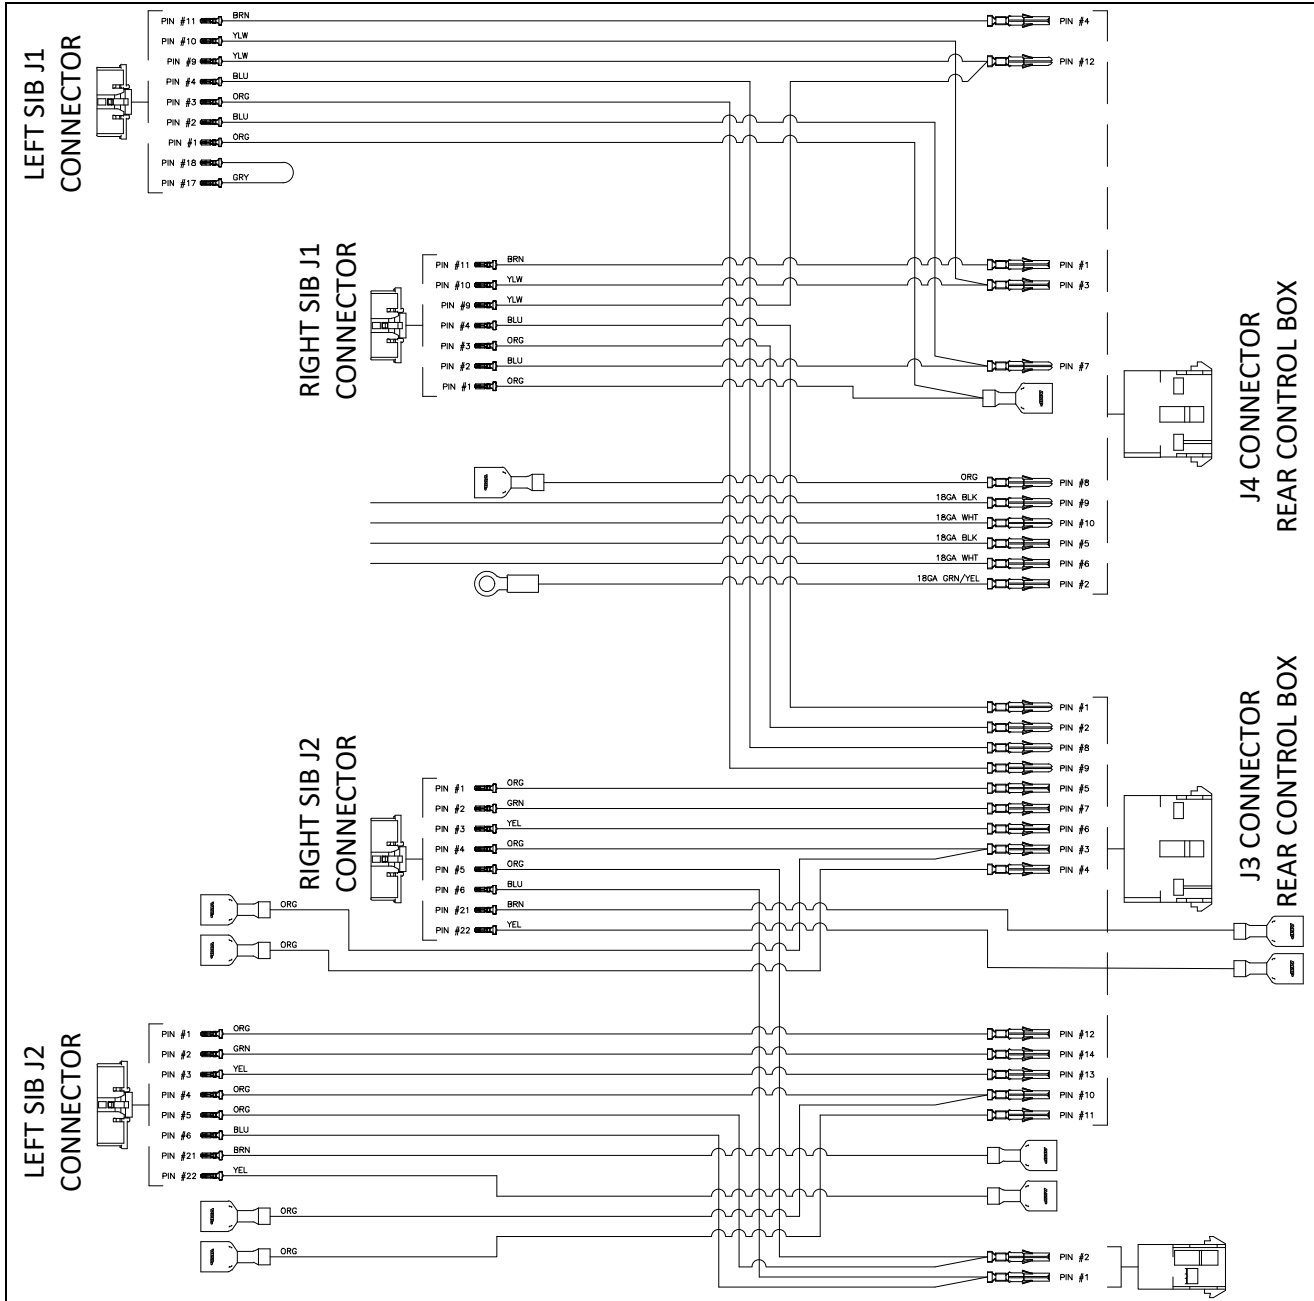 LEFT SIB J1
CONNECTOR
PIN #11 BRN
PIN #10 YLW
PIN #9 YLW
PIN #4 BLU
PIN #3 ORG
PIN #2 BLU
PIN #1 ORG
PIN #18
PIN #17 GRY
PIN #4
PIN #12
RIGHT SIB J1
CONNECTOR
PIN #11 BRN
PIN #10 YLW
PIN #9 YLW
PIN #4 BLU
PIN #3 ORG
PIN #2 BLU
PIN #1 ORG
PIN #1
PIN #3
PIN #7
J4 CONNECTOR
REAR CONTROL BOX
ORG PIN #8
18GA BLK PIN #9
18GA WHT PIN #10
18GA BLK PIN #5
18GA WHT PIN #6
18GA GRN/YEL PIN #2
RIGHT SIB J2
CONNECTOR
PIN #1 ORG
PIN #2 GRN
PIN #3 YEL
PIN #4 ORG
PIN #5 ORG
PIN #6 BLU
PIN #21 BRN
PIN #22 YEL
ORG
ORG
PIN #1
PIN #2
PIN #8
PIN #9
PIN #5
PIN #7
PIN #6
PIN #3
PIN #4
J3 CONNECTOR
REAR CONTROL BOX
LEFT SIB J2
CONNECTOR
PIN #1 ORG
PIN #2 GRN
PIN #3 YEL
PIN #4 ORG
PIN #5 ORG
PIN #6 BLU
PIN #21 BRN
PIN #22 YEL
ORG
ORG
PIN #12
PIN #14
PIN #13
PIN #10
PIN #11
PIN #2
PIN #1